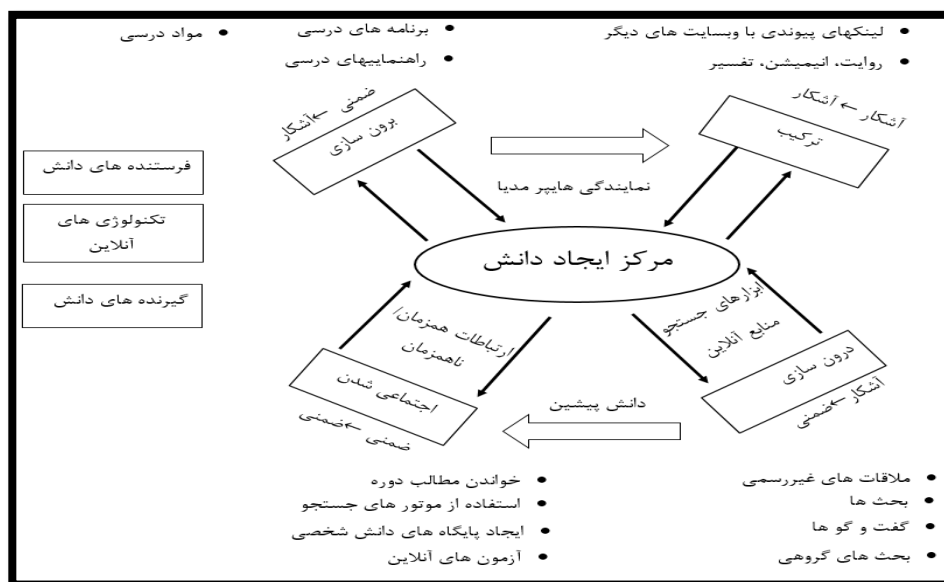 لینکهای پیوندی با وبسایت های دیگر
روایت، انیمیشن، تفسیر
برنامه های درسی
راهنماییهای درسی
مواد درسی
آشکار ← آشکار
ترکیب
ضمنی ←آشکار
برون سازی
نمایندگی هایپر مدیا
فرستنده های دانش
تکنولوژی های
آنلاین
گیرنده های دانش
مرکز ایجاد دانش
ابزارهای جستجو
منابع آنلاین
ارتباطات همزمان/
ناهمزمان
درون سازی
آشکار ←ضمنی
دانش پیشین
اجتماعی شدن
ضمنی ←ضمنی
ملاقات های غیررسمی
بحث ها
گفت و گو ها
بحث های گروهی
خواندن مطالب دوره
استفاده از موتور های جستجو
ایجاد پایگاه های دانش شخصی
آزمون های آنلاین